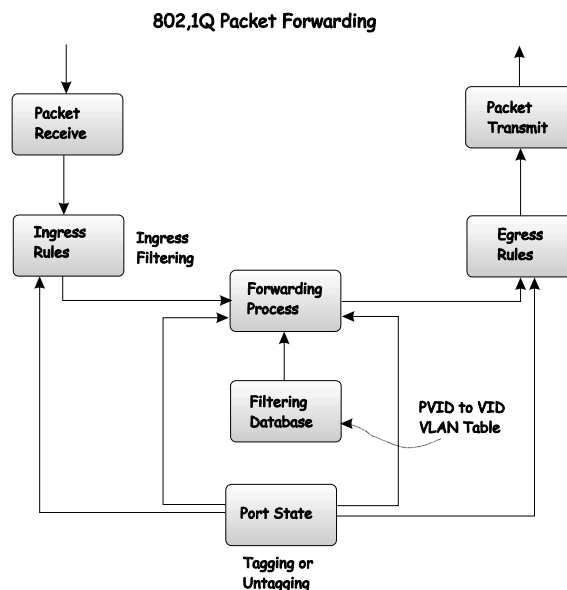 802,1Q Packet Forwarding
Packet
Receive
Packet
Transmit
Ingress
Rules
Ingress
Filtering
Egress
Rules
Forwarding
Process
Filtering
Database
PVID to VID
VLAN Table
Port State
Tagging or
Untagging